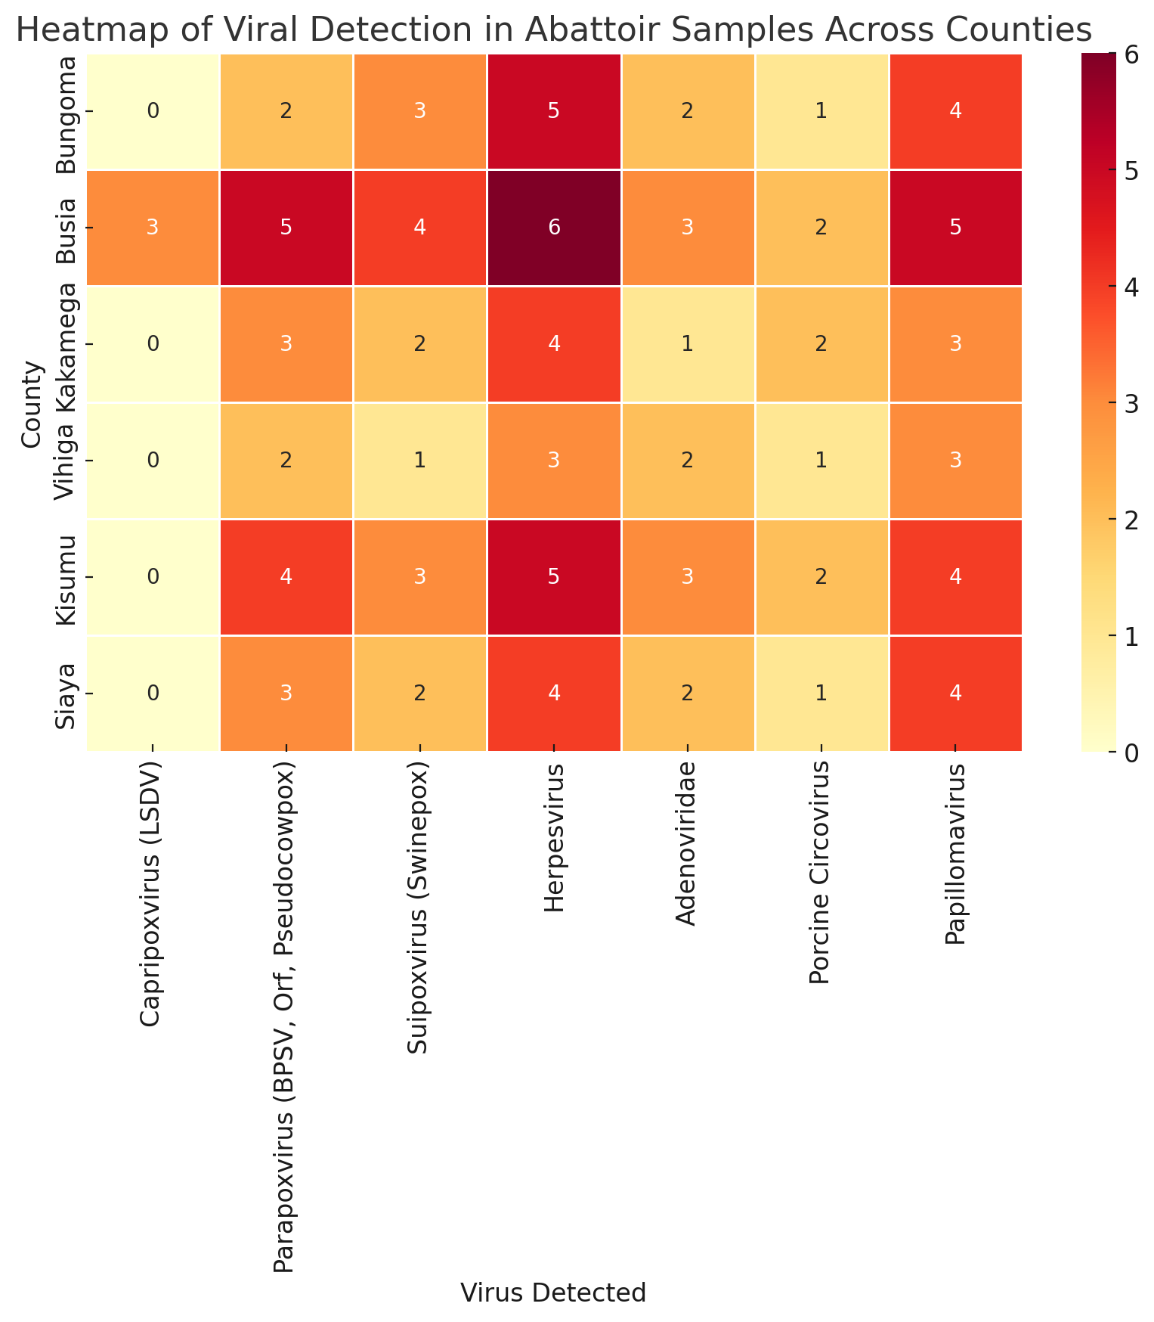 Heatmap of Viral Detection in Abattoir Samples Across Counties
County
Bungoma
0 2 3 5 2 1 4
Busia
3 5 4 6 3 2 5
Kakamega
0 3 2 4 1 2 3
Vihiga
0 2 1 3 2 1 3
Kisumu
0 4 3 5 3 2 4
Siaya
0 3 2 4 2 1 4
6
5
4
3
2
1
0
Capripoxvirus (LSDV)
Parapoxvirus (BPSV, Orf, Pseudocowpox)
Suipoxvirus (Swinepox)
Herpesvirus
Adenoviridae
Porcine Circovirus
Papillomavirus
Virus Detected